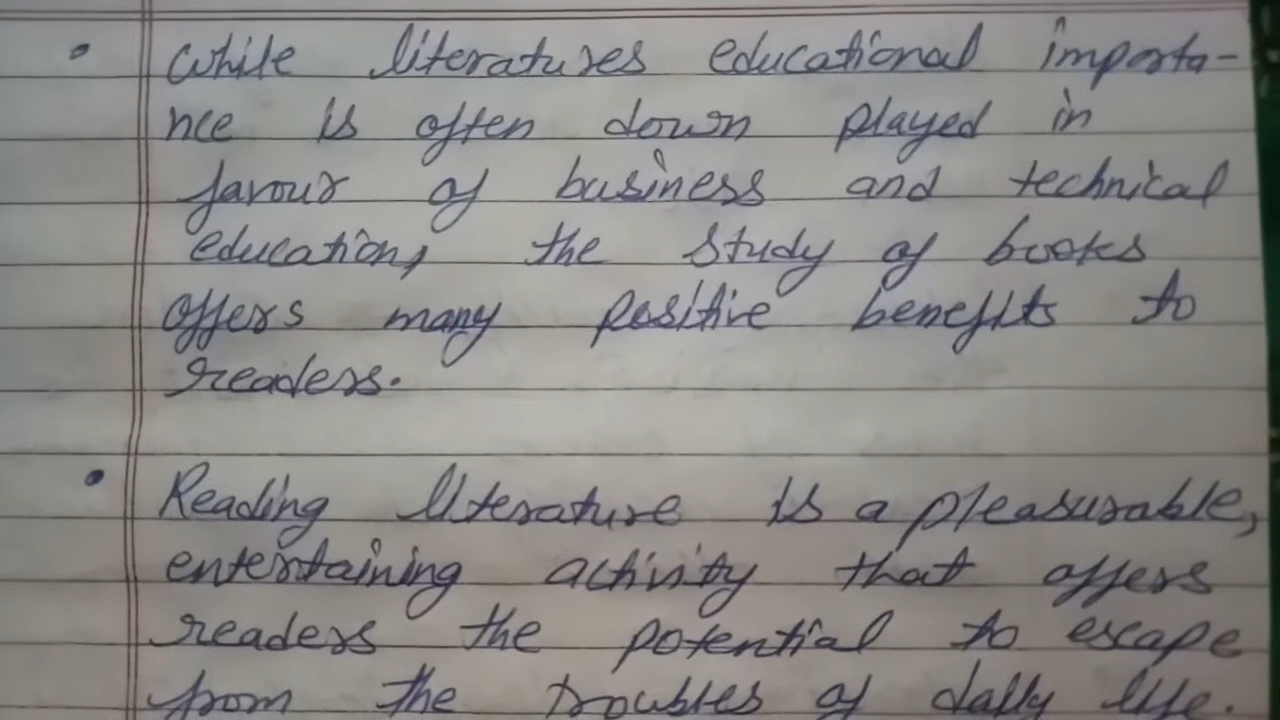 • While literatures educational importa-
nce is often down played in
favour of business and technical
education, the study of books
offers many positive benefits to
readers.
• Reading literature is a pleasurable,
entertaining activity that offers
readers the potential to escape
from the troubles of daily life.